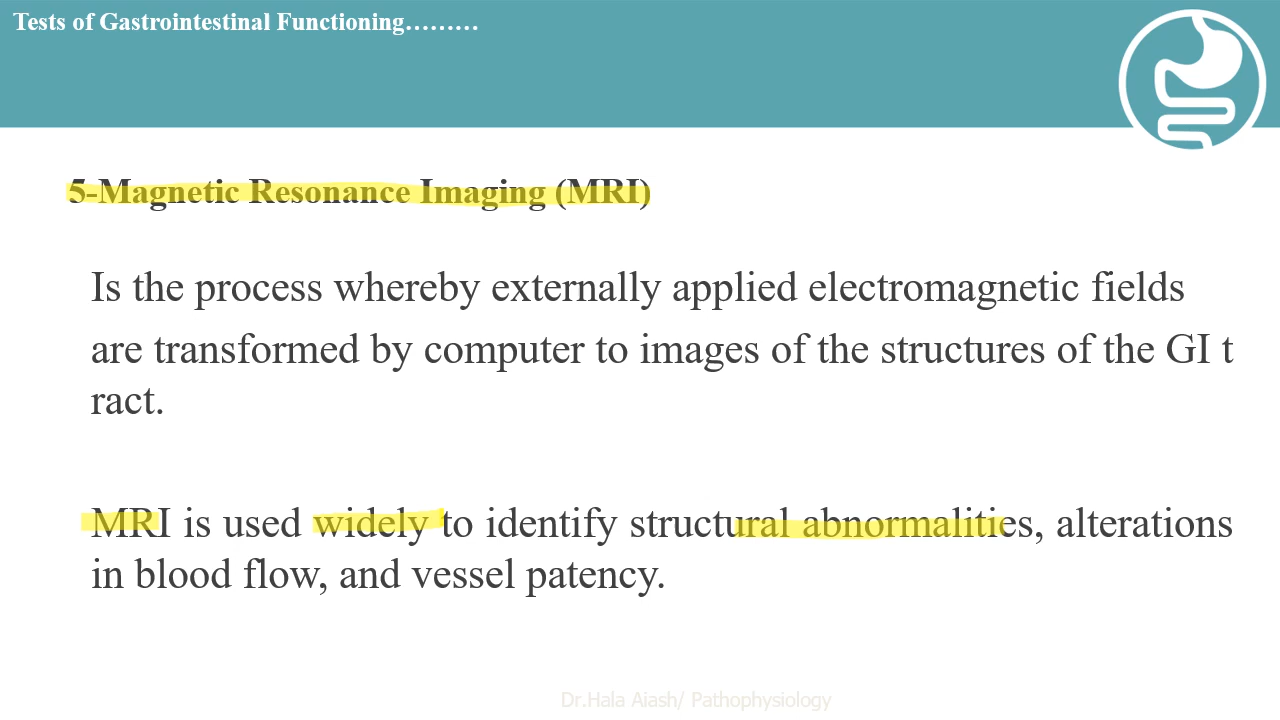 Tests of Gastrointestinal Functioning………
5-Magnetic Resonance Imaging (MRI)
Is the process whereby externally applied electromagnetic fields
are transformed by computer to images of the structures of the GI t
ract.
MRI is used widely to identify structural abnormalities, alterations
in blood flow, and vessel patency.
Dr.Hala Aiash/ Pathophysiology